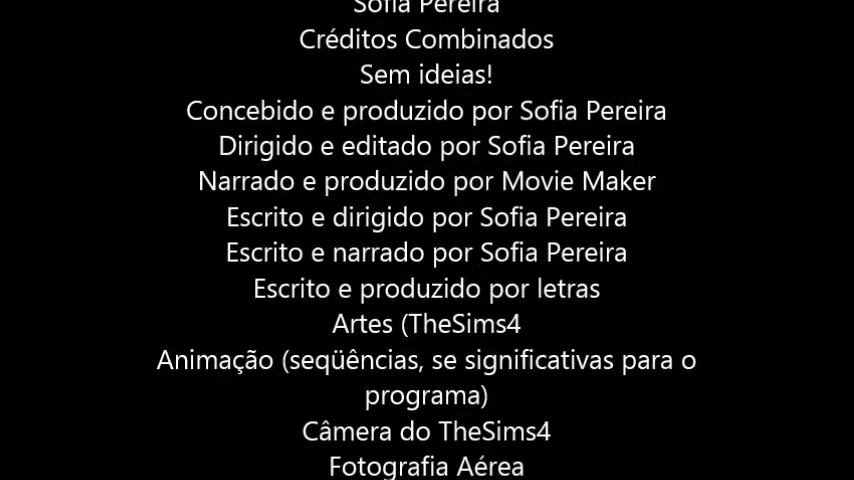 Sofia Pereira
Créditos Combinados
Sem ideias!
Concebido e produzido por Sofia Pereira
Dirigido e editado por Sofia Pereira
Narrado e produzido por Movie Maker
Escrito e dirigido por Sofia Pereira
Escrito e narrado por Sofia Pereira
Escrito e produzido por letras
Artes (TheSims4
Animação (seqüências, se significativas para o
programa)
Câmera do TheSims4
Fotografia Aérea